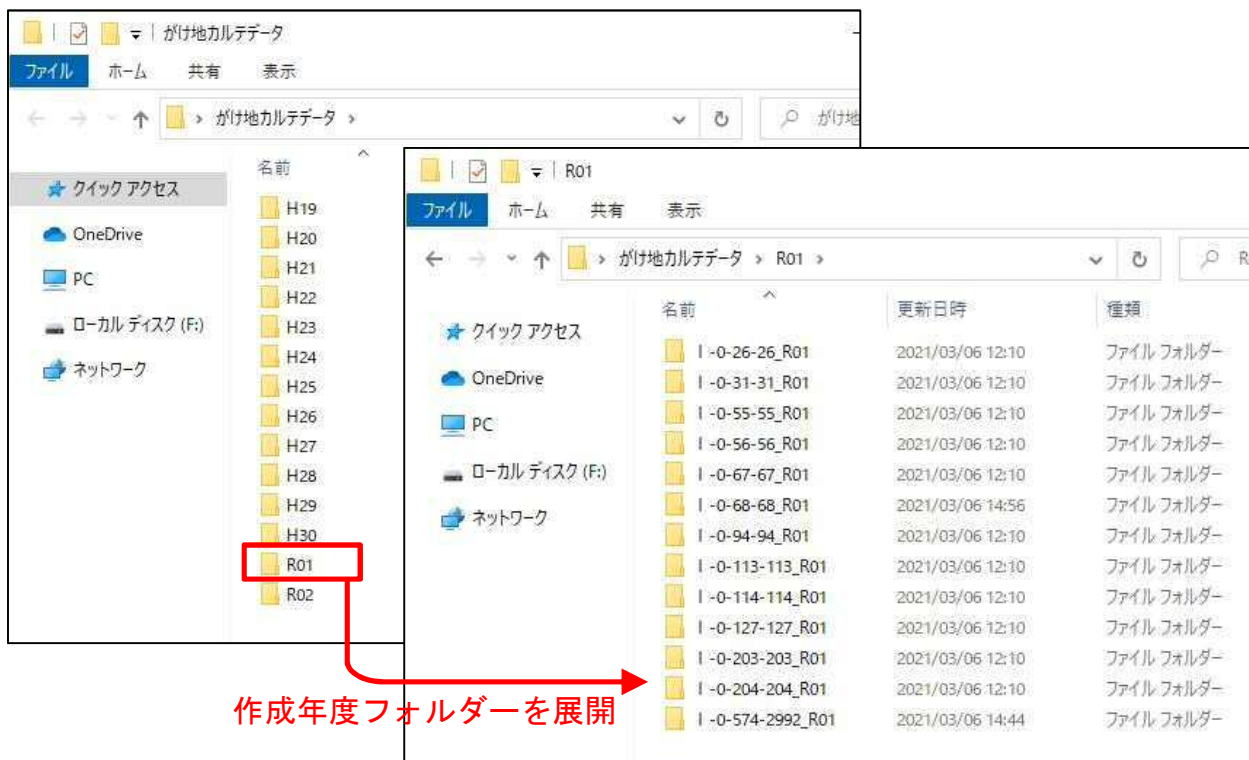 がけ地カルテデータ
ファイル ホーム 共有 表示
がけ地カルテデータ
がけ地
名前
クイック アクセス
OneDrive
PC
ローカル ディスク (F:)
ネットワーク
H19
H20
H21
H22
H23
H24
H25
H26
H27
H28
H29
H30
R01
R02
R01
ファイル ホーム 共有 表示
がけ地カルテデータ > R01 >
R
クイック アクセス
OneDrive
PC
ローカル ディスク (F:)
ネットワーク
名前 更新日時 種類
Ⅰ-0-26-26_R01 2021/03/06 12:10 ファイル フォルダー
Ⅰ-0-31-31_R01 2021/03/06 12:10 ファイル フォルダー
Ⅰ-0-55-55_R01 2021/03/06 12:10 ファイル フォルダー
Ⅰ-0-56-56_R01 2021/03/06 12:10 ファイル フォルダー
Ⅰ-0-67-67_R01 2021/03/06 12:10 ファイル フォルダー
Ⅰ-0-68-68_R01 2021/03/06 14:56 ファイル フォルダー
Ⅰ-0-94-94_R01 2021/03/06 12:10 ファイル フォルダー
Ⅰ-0-113-113_R01 2021/03/06 12:10 ファイル フォルダー
Ⅰ-0-114-114_R01 2021/03/06 12:10 ファイル フォルダー
Ⅰ-0-127-127_R01 2021/03/06 12:10 ファイル フォルダー
Ⅰ-0-203-203_R01 2021/03/06 12:10 ファイル フォルダー
Ⅰ-0-204-204_R01 2021/03/06 12:10 ファイル フォルダー
Ⅰ-0-574-2992_R01 2021/03/06 14:44 ファイル フォルダー
作成年度フォルダーを展開